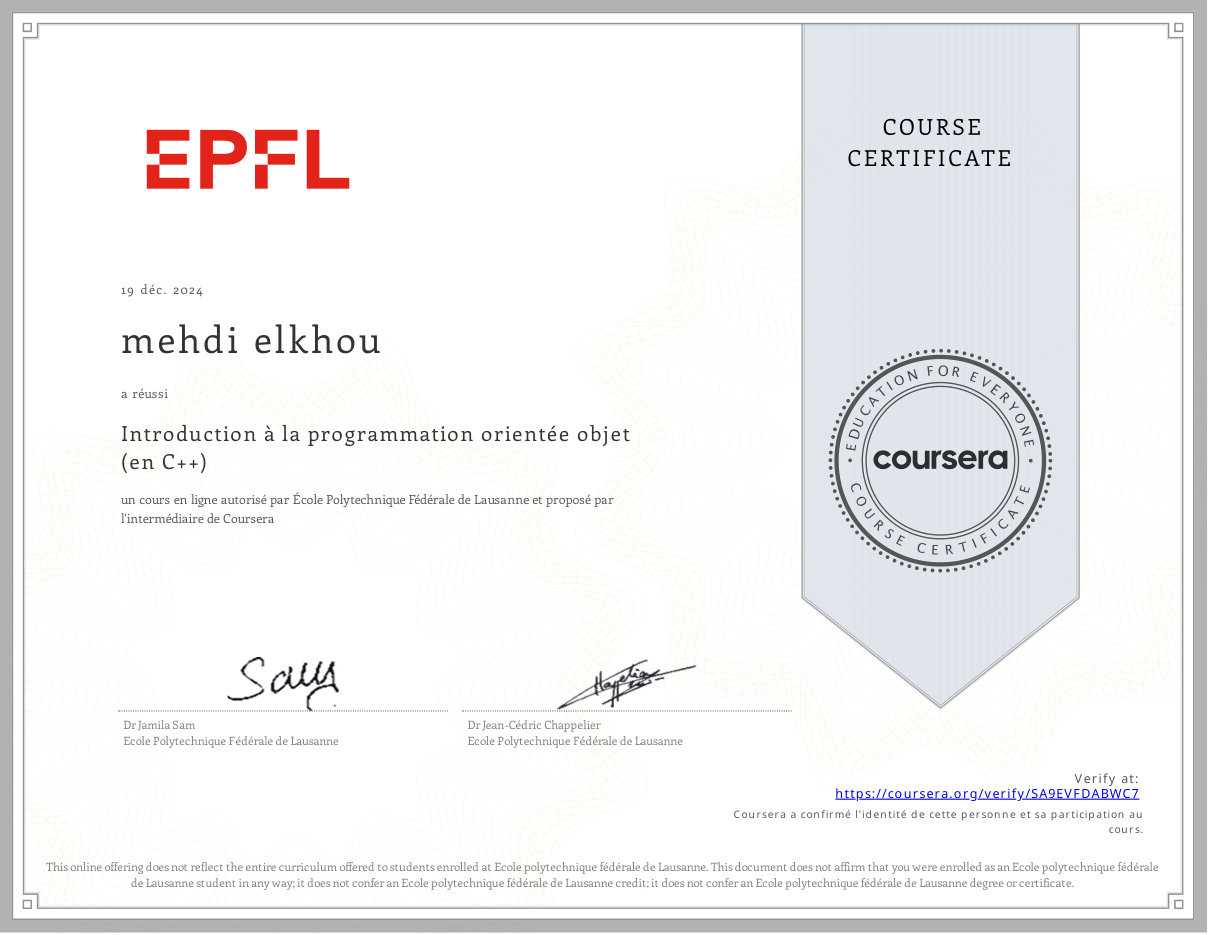 EPFL
COURSE
CERTIFICATE
19 déc. 2024
mehdi elkhou
a réussi
Introduction à la programmation orientée objet
(en C++)
un cours en ligne autorisé par École Polytechnique Fédérale de Lausanne et proposé par
l'intermédiaire de Coursera
EDUCATION FOR EVERYONE
coursera
COURSE CERTIFICATE
Dr Jamila Sam
Ecole Polytechnique Fédérale de Lausanne
Dr Jean-Cédric Chappelier
Ecole Polytechnique Fédérale de Lausanne
Verify at:
https://coursera.org/verify/SA9EVFDABWC7
Coursera a confirmé l'identité de cette personne et sa participation au
cours.
This online offering does not reflect the entire curriculum offered to students enrolled at Ecole polytechnique fédérale de Lausanne. This document does not affirm that you were enrolled as an Ecole polytechnique fédérale
de Lausanne student in any way; it does not confer an Ecole polytechnique fédérale de Lausanne credit; it does not confer an Ecole polytechnique fédérale de Lausanne degree or certificate.